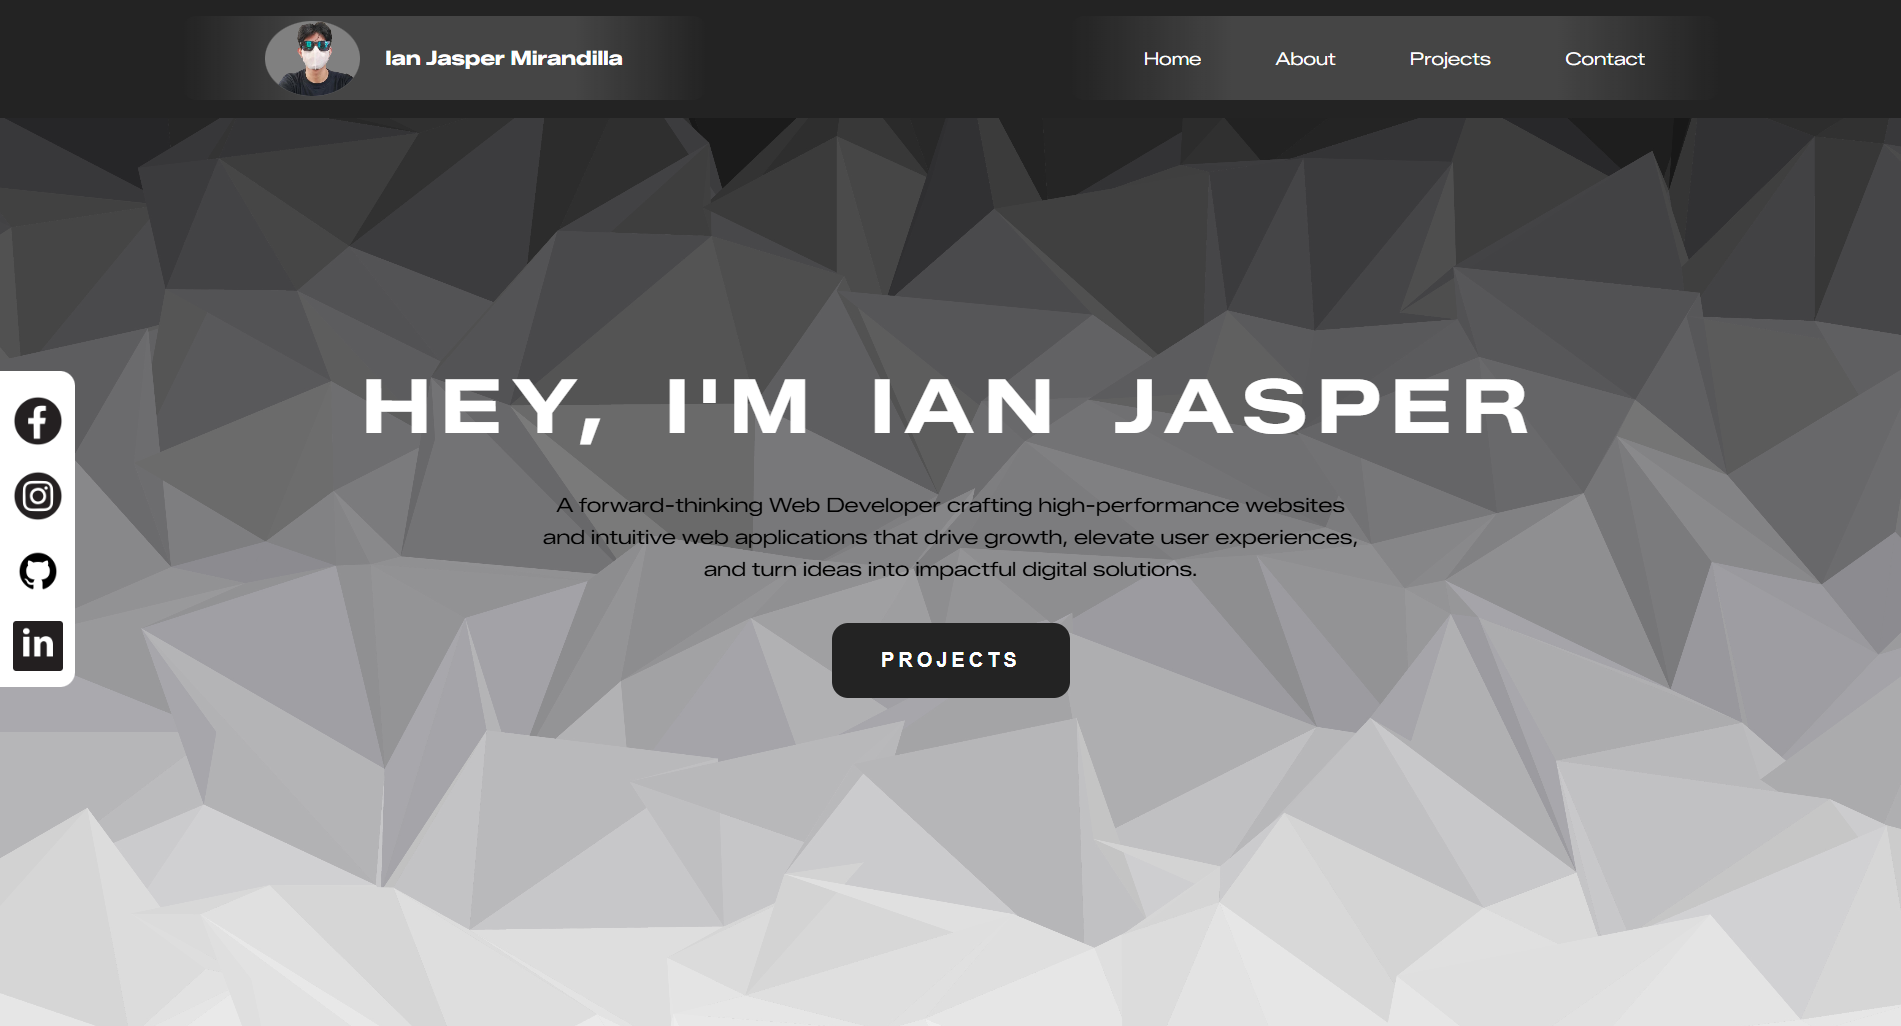 Ian Jasper Mirandilla
Home
About
Projects
Contact
HEY, I'M IAN JASPER
A forward-thinking Web Developer crafting high-performance websites
and intuitive web applications that drive growth, elevate user experiences,
and turn ideas into impactful digital solutions.
PROJECTS
in